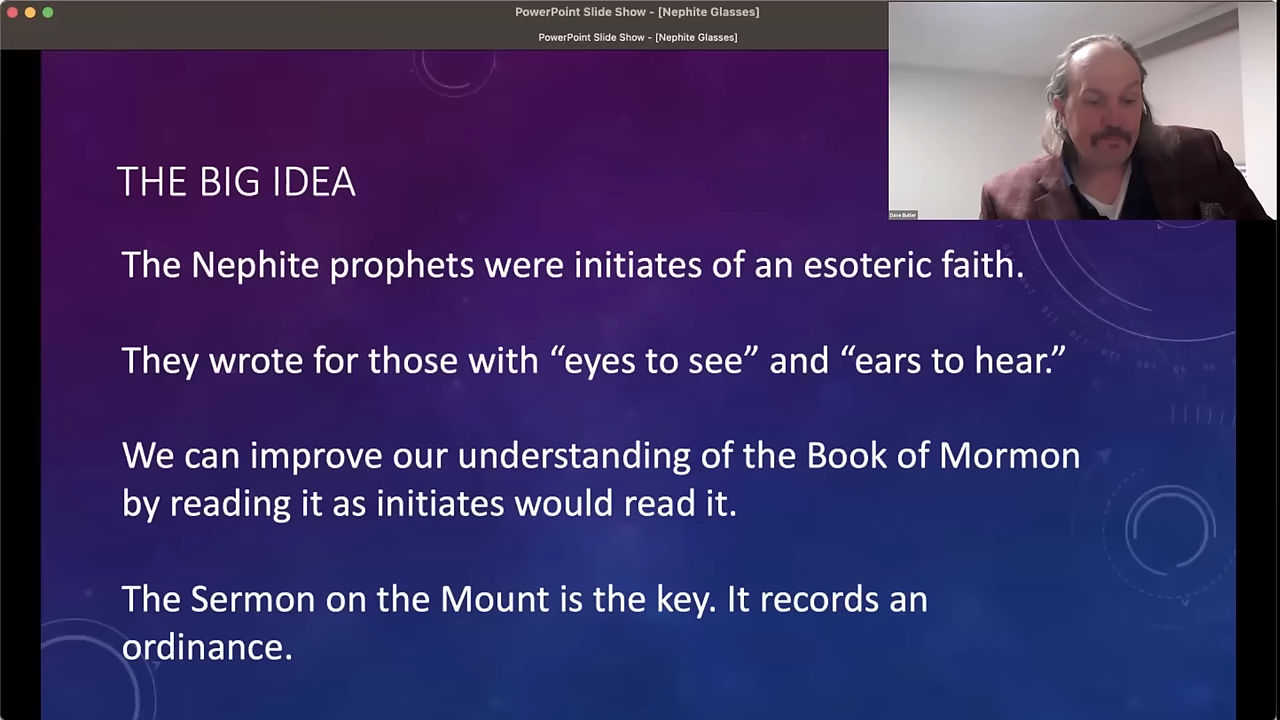 PowerPoint Slide Show - [Nephite Glasses]
PowerPoint Slide Show - [Nephite Glasses]
Dave Butler
THE BIG IDEA
The Nephite prophets were initiates of an esoteric faith.
They wrote for those with “eyes to see” and “ears to hear.”
We can improve our understanding of the Book of Mormon
by reading it as initiates would read it.
The Sermon on the Mount is the key. It records an
ordinance.